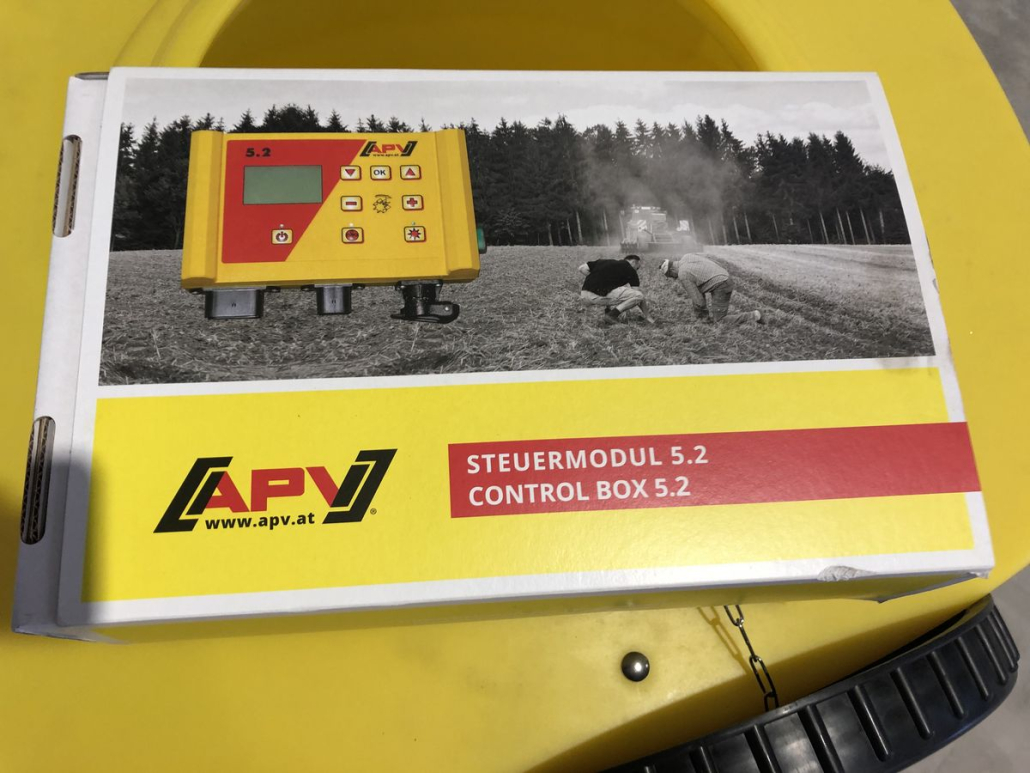 5.2
APV
www.apv.at
OK
APV
www.apv.at
®
STEUERMODUL 5.2
CONTROL BOX 5.2